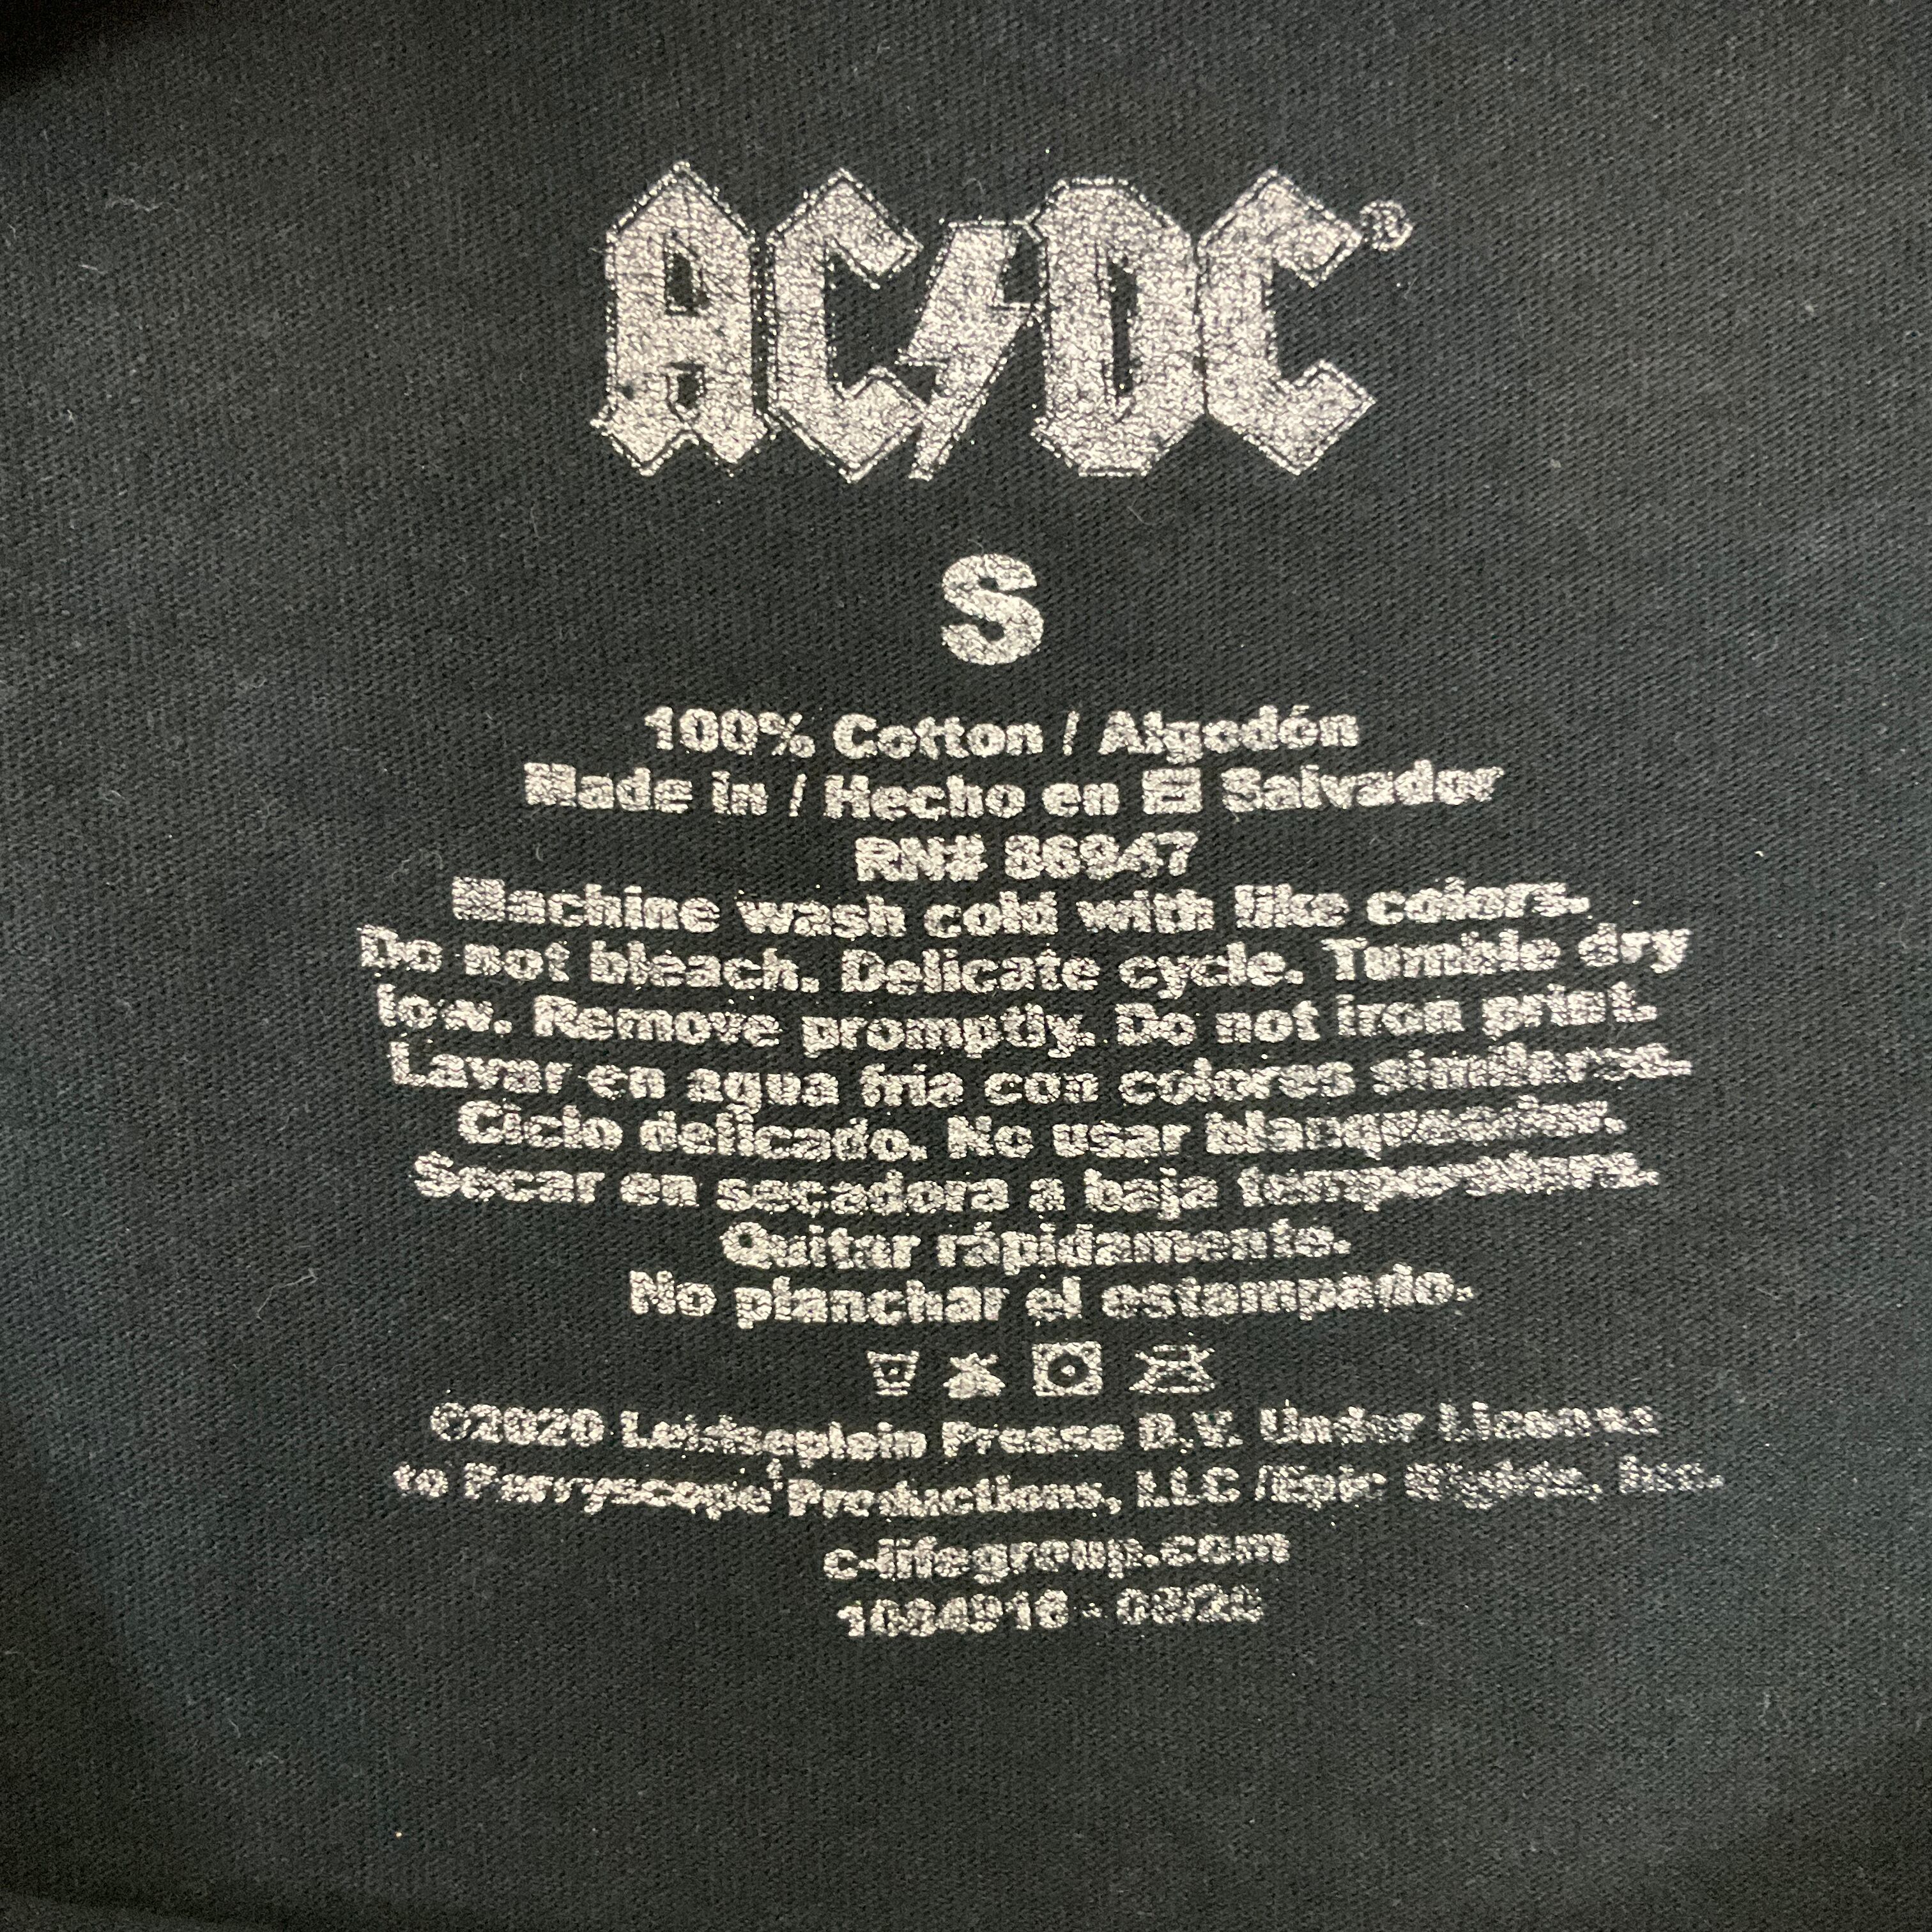 AC/DC®
S
100% Cotton / Algodón
Made in / Hecho en El Salvador
RN# 86947
Machine wash cold with like colors.
Do not bleach. Delicate cycle. Tumble dry
low. Remove promptly. Do not iron print.
Lavar en agua fria con colores similares.
Ciclo delicado. No usar blanqueador.
Secar en secadora a baja temperatura.
Quitar rápidamente.
No planchar el estampado.
©2020 Leidseplein Presse B.V. Under License
to Perryscope Productions, LLC /Epic Rights, Inc.
c-lifegroup.com